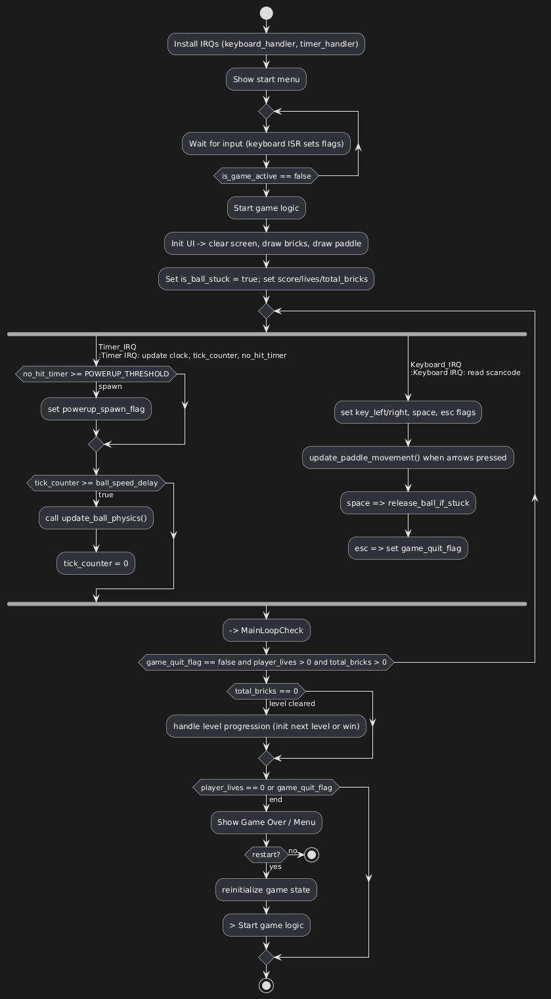 Install IRQs (keyboard_handler, timer_handler)
Show start menu
Wait for input (keyboard ISR sets flags)
is_game_active == false
Start game logic
Init UI -> clear screen, draw bricks, draw paddle
Set is_ball_stuck = true; set score/lives/total_bricks
Timer_IRQ
:Timer IRQ: update clock, tick_counter, no_hit_timer
no_hit_timer >= POWERUP_THRESHOLD
spawn
set powerup_spawn_flag
tick_counter >= ball_speed_delay
true
call update_ball_physics()
tick_counter = 0
Keyboard_IRQ
:Keyboard IRQ: read scancode
set key_left/right, space, esc flags
update_paddle_movement() when arrows pressed
space => release_ball_if_stuck
esc => set game_quit_flag
-> MainLoopCheck
game_quit_flag == false and player_lives > 0 and total_bricks > 0
total_bricks == 0
level cleared
handle level progression (init next level or win)
player_lives == 0 or game_quit_flag
end
Show Game Over / Menu
restart?
no
yes
reinitialize game state
> Start game logic